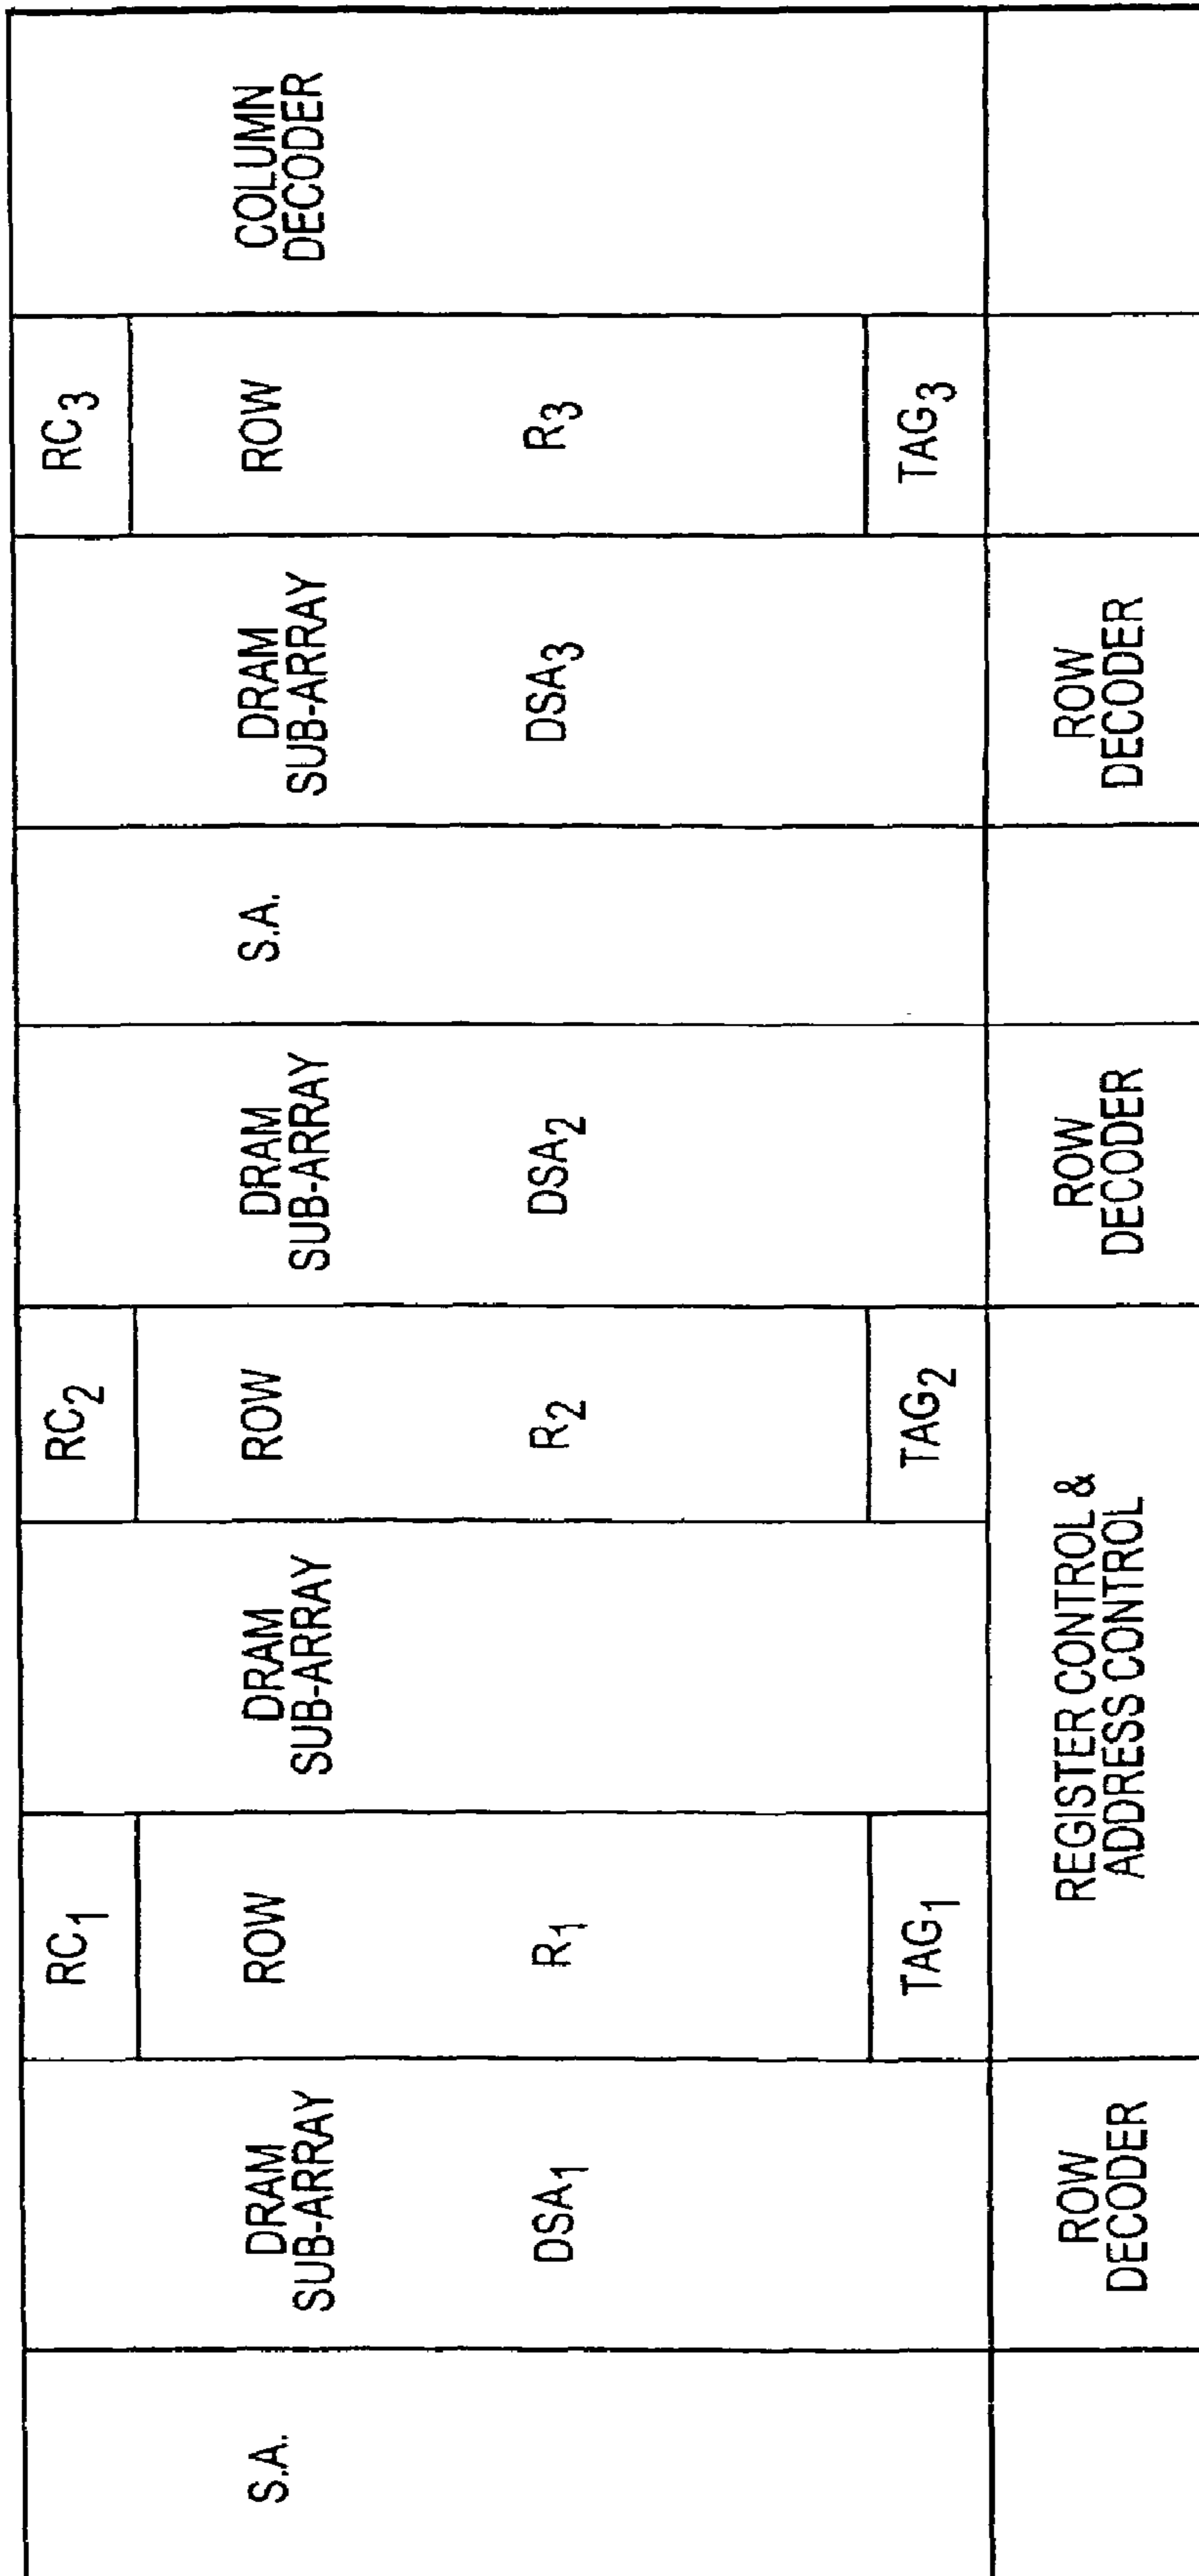 S.A.
DRAM
SUB-ARRAY
DSA1
RC1
ROW
R1
TAG1
DRAM
SUB-ARRAY
RC2
ROW
R2
TAG2
DRAM
SUB-ARRAY
DSA2
S.A.
DRAM
SUB-ARRAY
DSA3
RC3
ROW
R3
TAG3
COLUMN
DECODER
ROW
DECODER
REGISTER CONTROL &
ADDRESS CONTROL
ROW
DECODER
ROW
DECODER